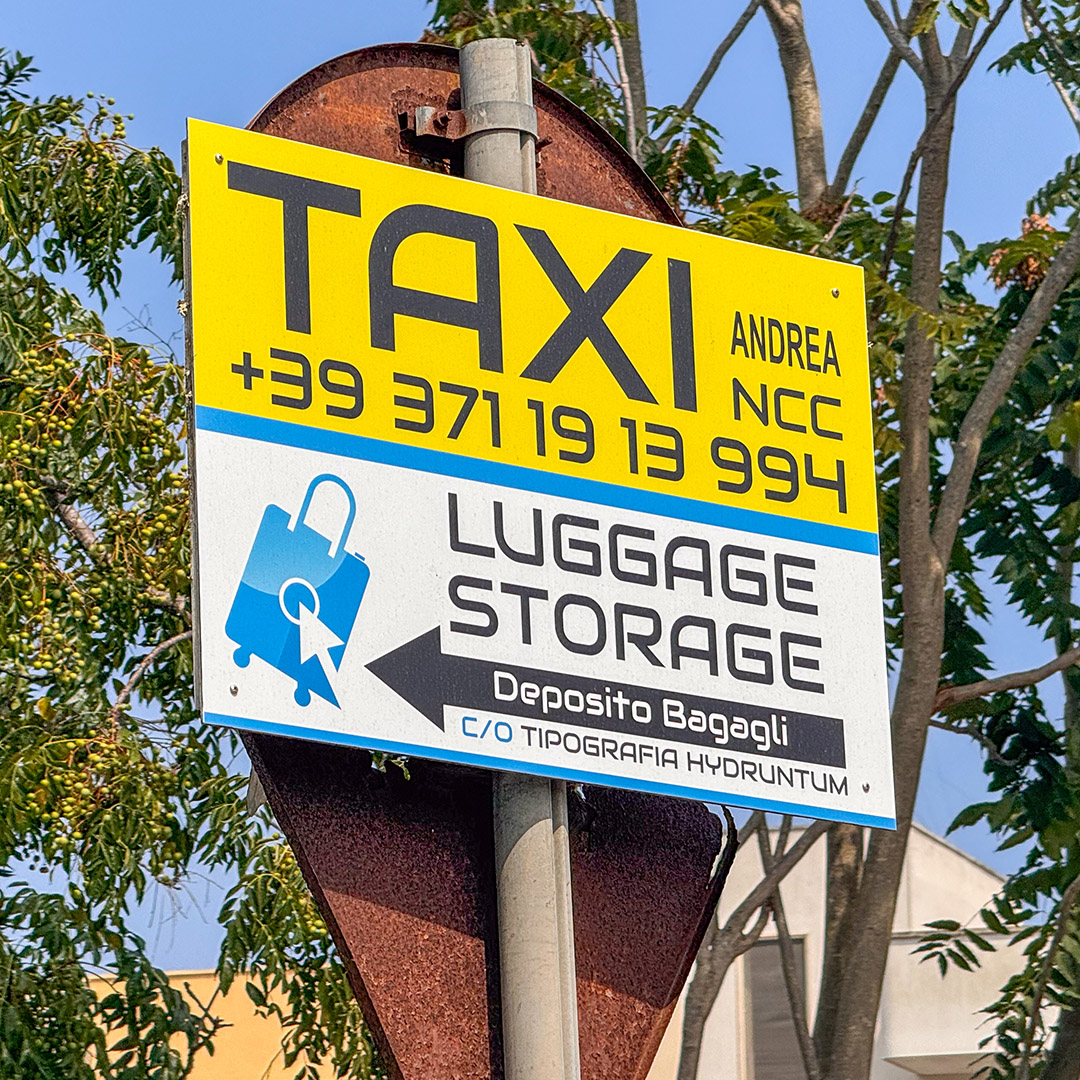 TAXI
ANDREA
NCC
+39 371 19 13 994
LUGGAGE
STORAGE
Deposito Bagagli
C/O TIPOGRAFIA HYDRUNTUM